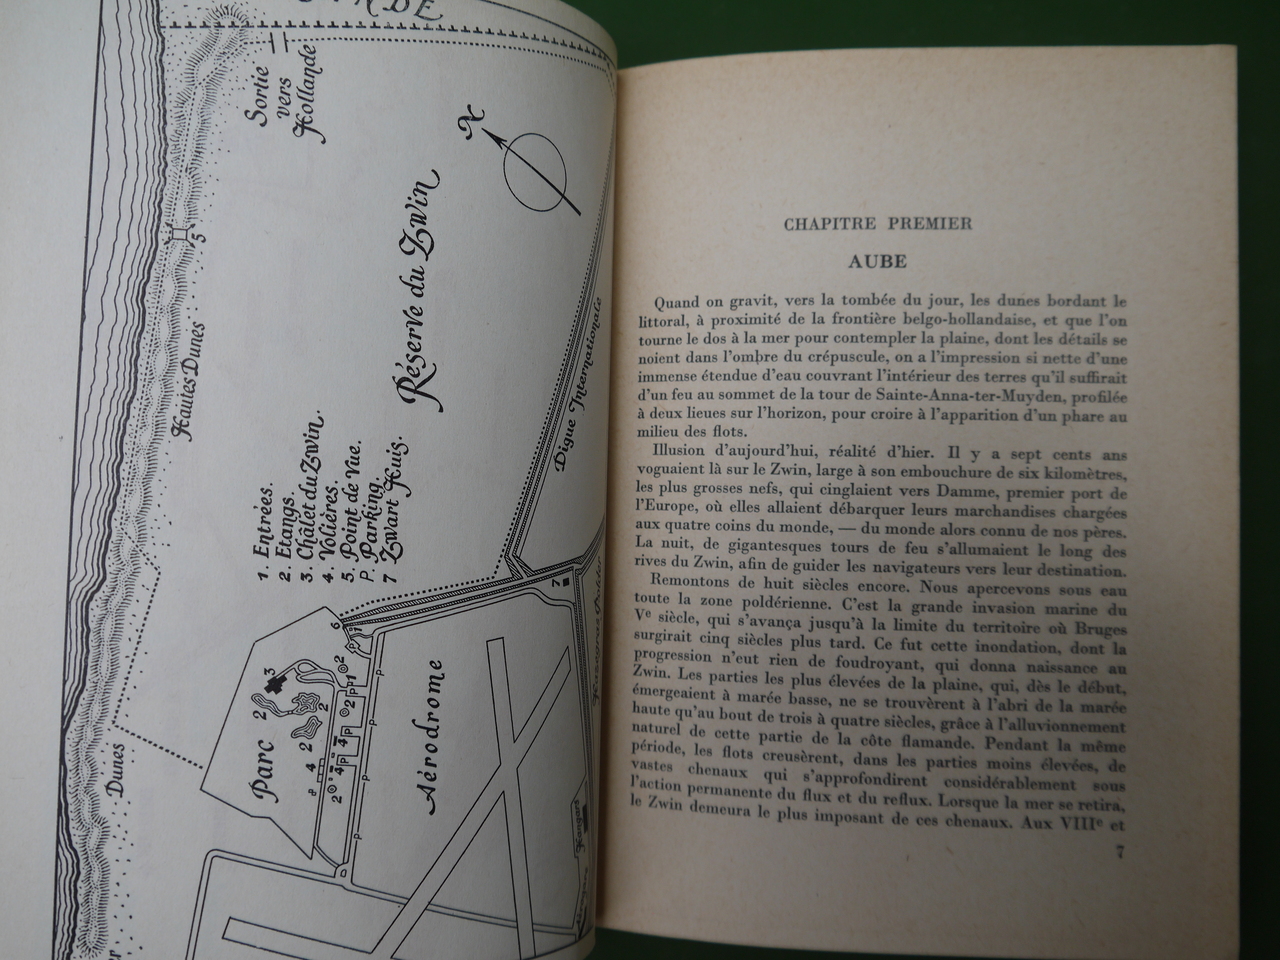 Sortie
vers
Hollande
N
Réserve du Zwin
5
Hautes Dunes
Digue Internationale
1. Entrées.
2. Etangs.
3. Châlet du Zwin.
4. Volières.
5. Point de Vue.
P. Parking.
7 Zwart Huis.
7
6
Parc
2
3
2
2
4
Aérodrome
Dunes
Hangars
CHAPITRE PREMIER
AUBE
Quand on gravit, vers la tombée du jour, les dunes bordant le
littoral, à proximité de la frontière belgo-hollandaise, et que l'on
tourne le dos à la mer pour contempler la plaine, dont les détails se
noient dans l'ombre du crépuscule, on a l'impression si nette d'une
immense étendue d'eau couvrant l'intérieur des terres qu'il suffirait
d'un feu au sommet de la tour de Sainte-Anna-ter-Muyden, profilée
à deux lieues sur l'horizon, pour croire à l'apparition d'un phare au
milieu des flots.
Illusion d'aujourd'hui, réalité d'hier. Il y a sept cents ans
voguaient là sur le Zwin, large à son embouchure de six kilomètres,
les plus grosses nefs, qui cinglaient vers Damme, premier port de
l'Europe, où elles allaient débarquer leurs marchandises chargées
aux quatre coins du monde, — du monde alors connu de nos pères.
La nuit, de gigantesques tours de feu s'allumaient le long des
rives du Zwin, afin de guider les navigateurs vers leur destination.
Remontons de huit siècles encore. Nous apercevons sous eau
toute la zone poldérienne. C'est la grande invasion marine du
Ve siècle, qui s'avança jusqu'à la limite du territoire où Bruges
surgirait cinq siècles plus tard. Ce fut cette inondation, dont la
progression n'eut rien de foudroyant, qui donna naissance au
Zwin. Les parties les plus élevées de la plaine, qui, dès le début,
émergeaient à marée basse, ne se trouvèrent à l'abri de la marée
haute qu'au bout de trois à quatre siècles, grâce à l'alluvionnement
naturel de cette partie de la côte flamande. Pendant la même
période, les flots creusèrent, dans les parties moins élevées, de
vastes chenaux qui s'approfondirent considérablement sous
l'action permanente du flux et du reflux. Lorsque la mer se retira,
le Zwin demeura le plus imposant de ces chenaux. Aux VIIIe et
7